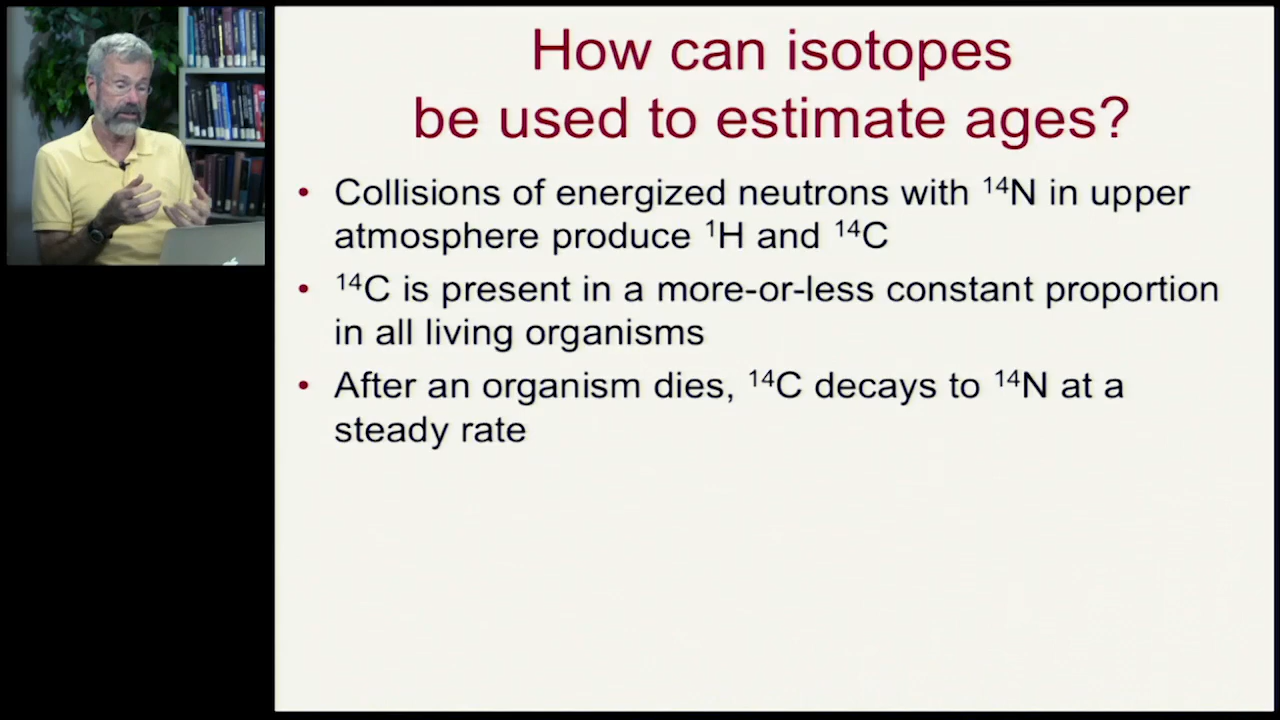 How can isotopes
be used to estimate ages?
• Collisions of energized neutrons with ¹⁴N in upper
atmosphere produce ¹H and ¹⁴C
• ¹⁴C is present in a more-or-less constant proportion
in all living organisms
• After an organism dies, ¹⁴C decays to ¹⁴N at a
steady rate